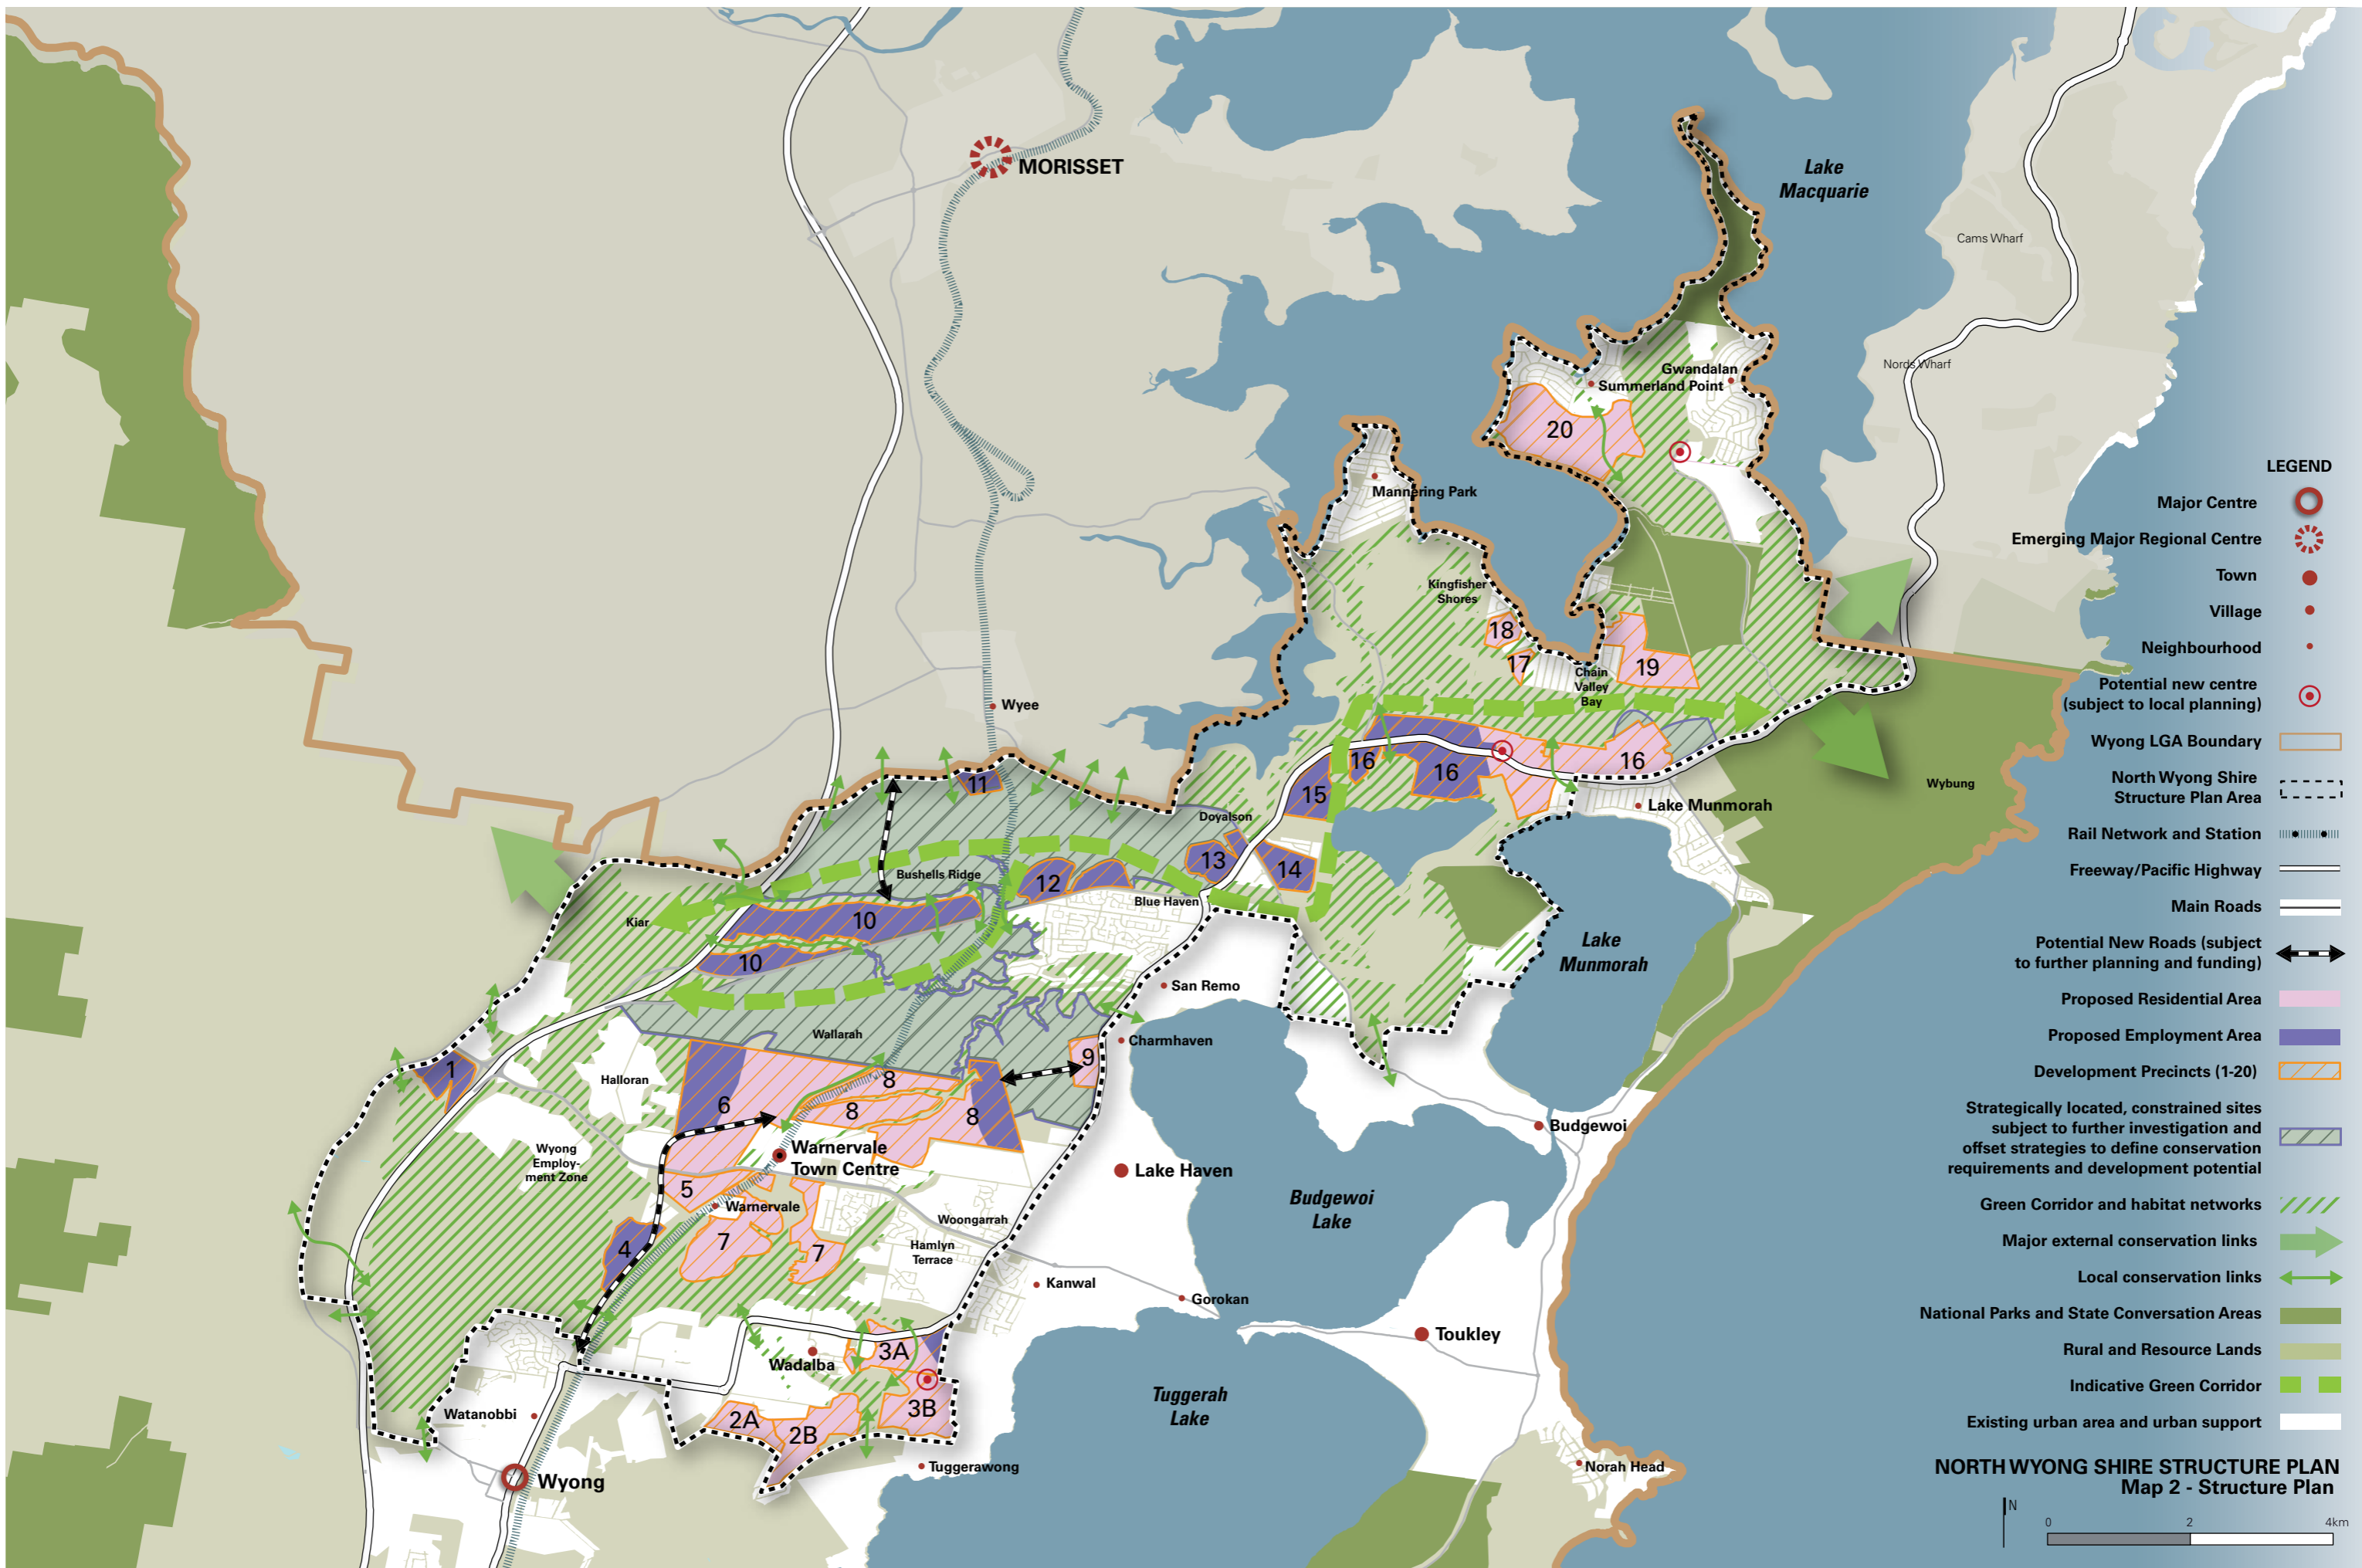 MORISSET
Lake
Macquarie
Cams Wharf
Nords Wharf
Gwandalan
Summerland Point
20
Mannering Park
Kingfisher
Shores
18
17
19
Chain
Valley
Bay
Wyee
16
16
16
15
Lake Munmorah
Wybung
11
Doyalson
13
14
12
Bushells Ridge
Blue Haven
10
Kiar
10
Lake
Munmorah
San Remo
Wallarah
Charmhaven
9
1
Halloran
8
6
8
8
Wyong
Employ-
ment Zone
Warnervale
Town Centre
Budgewoi
Lake Haven
5
Warnervale
Budgewoi
Lake
Woongarrah
7
7
4
Hamlyn
Terrace
Kanwal
Gorokan
Toukley
3A
Wadalba
3B
2A
2B
Tuggerah
Lake
Watanobbi
Tuggerawong
Norah Head
Wyong
LEGEND
Major Centre
Emerging Major Regional Centre
Town
Village
Neighbourhood
Potential new centre
(subject to local planning)
Wyong LGA Boundary
North Wyong Shire
Structure Plan Area
Rail Network and Station
Freeway/Pacific Highway
Main Roads
Potential New Roads (subject
to further planning and funding)
Proposed Residential Area
Proposed Employment Area
Development Precincts (1-20)
Strategically located, constrained sites
subject to further investigation and
offset strategies to define conservation
requirements and development potential
Green Corridor and habitat networks
Major external conservation links
Local conservation links
National Parks and State Conversation Areas
Rural and Resource Lands
Indicative Green Corridor
Existing urban area and urban support
NORTH WYONG SHIRE STRUCTURE PLAN
Map 2 - Structure Plan
N
0 2 4km